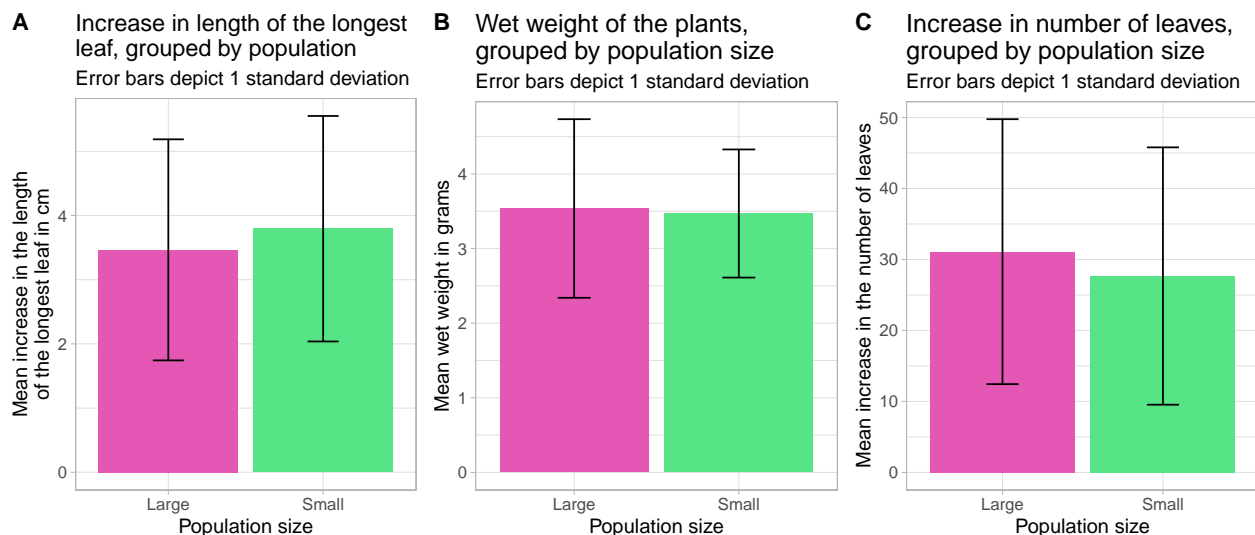 A
Increase in length of the longest
leaf, grouped by population
Error bars depict 1 standard deviation
Mean increase in the length
of the longest leaf in cm
4
2
0
Large
Small
Population size
B
Wet weight of the plants,
grouped by population size
Error bars depict 1 standard deviation
Mean wet weight in grams
4
3
2
1
0
Large
Small
Population size
C
Increase in number of leaves,
grouped by population size
Error bars depict 1 standard deviation
Mean increase in the number of leaves
50
40
30
20
10
0
Large
Small
Population size